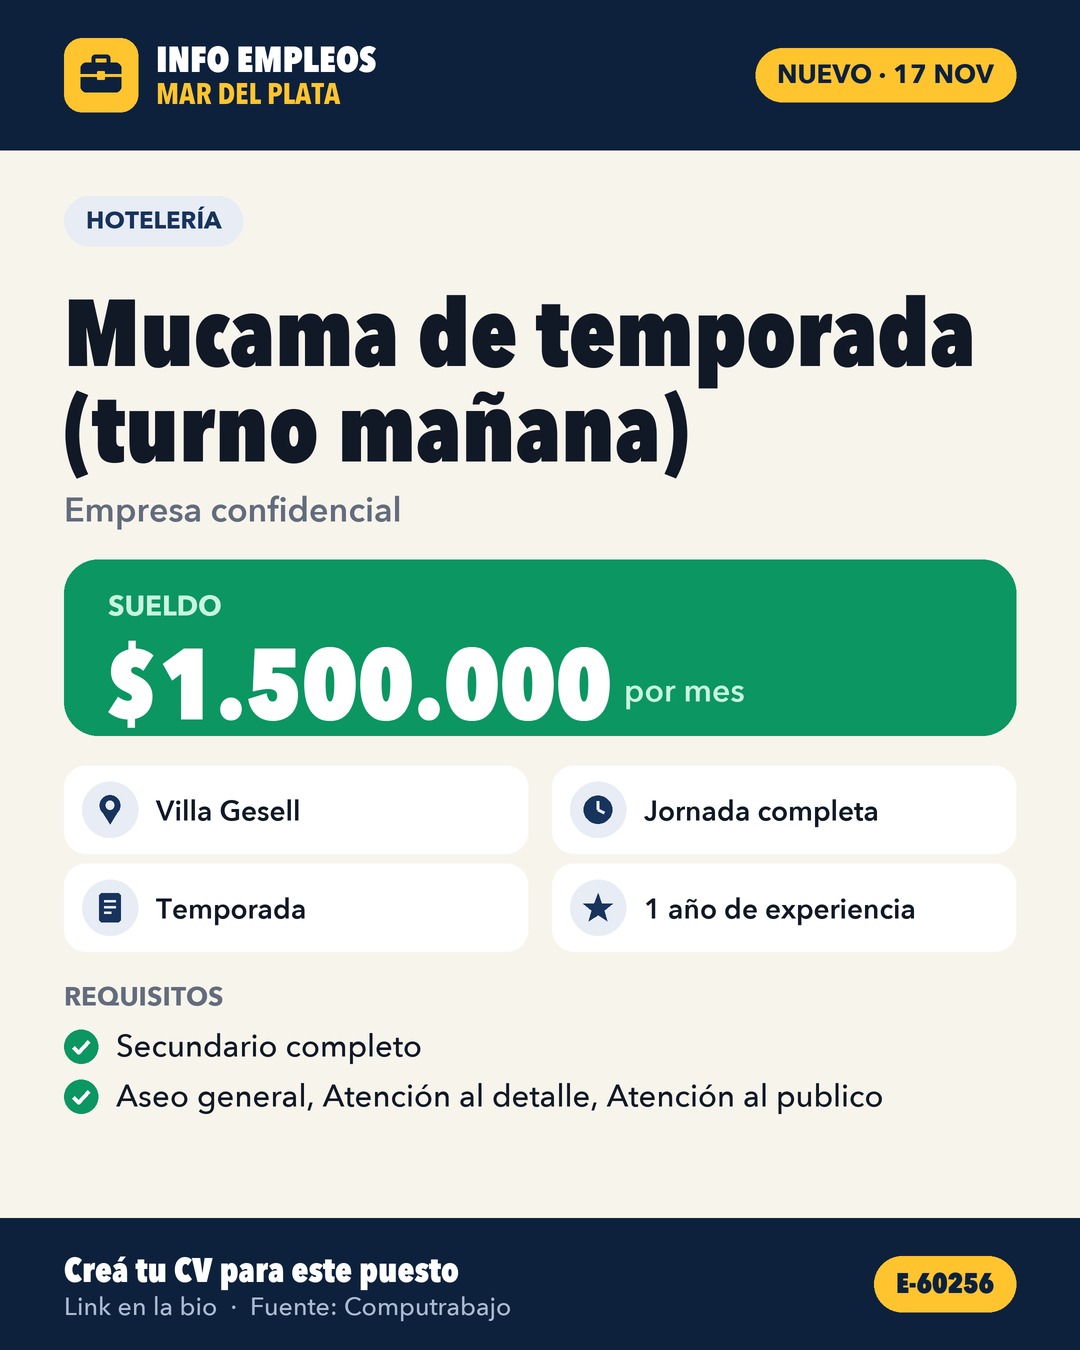 INFO EMPLEOS
MAR DEL PLATA
NUEVO · 17 NOV
HOTELERÍA
Mucama de temporada
(turno mañana)
Empresa confidencial
SUELDO
$1.500.000 por mes
Villa Gesell
Jornada completa
Temporada
1 año de experiencia
REQUISITOS
Secundario completo
Aseo general, Atención al detalle, Atención al publico
Creá tu CV para este puesto
Link en la bio · Fuente: Computrabajo
E-60256